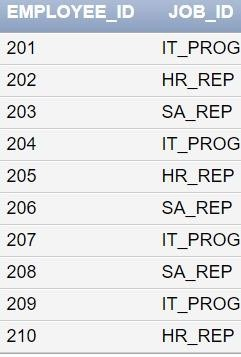 EMPLOYEE_ID JOB_ID
201 IT_PROG
202 HR_REP
203 SA_REP
204 IT_PROG
205 HR_REP
206 SA_REP
207 IT_PROG
208 SA_REP
209 IT_PROG
210 HR_REP